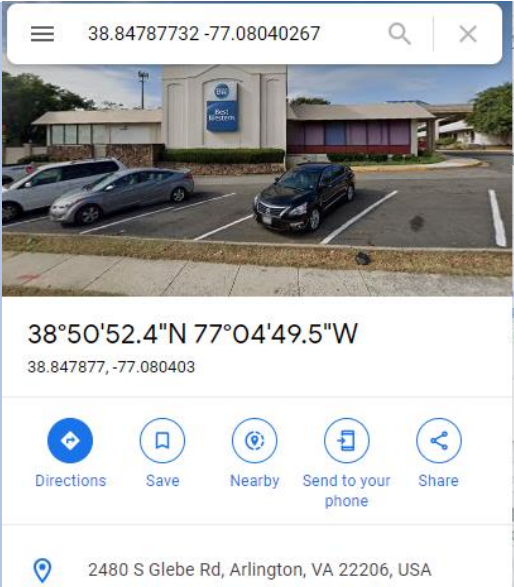 38.84787732 -77.08040267
BW
Best
Western
38°50'52.4"N 77°04'49.5"W
38.847877, -77.080403
Directions
Save
Nearby
Send to your
phone
Share
2480 S Glebe Rd, Arlington, VA 22206, USA